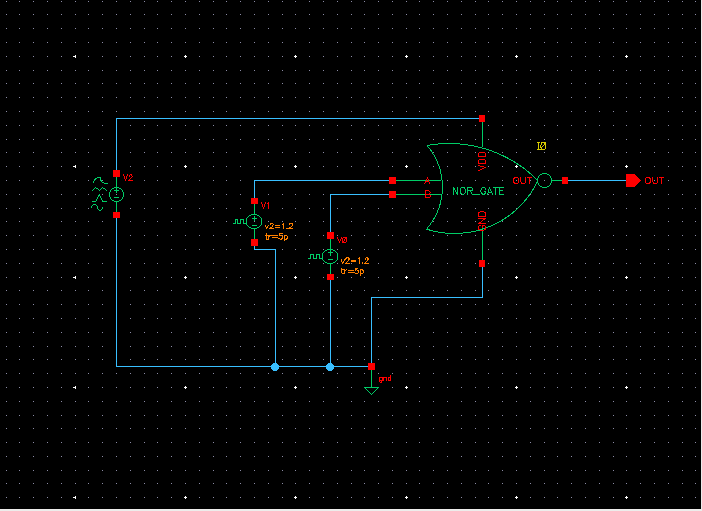 I0
VDD
V2
A
OUT
OUT
B
NOR_GATE
V1
GND
v2=1.2
tr=5p
V0
v2=1.2
tr=5p
gnd